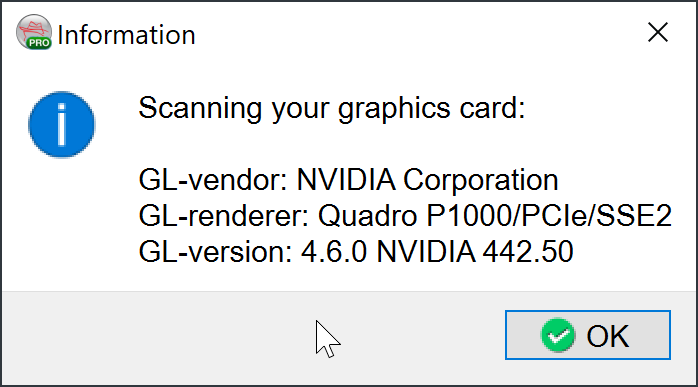 PRO
Information
Scanning your graphics card:
GL-vendor: NVIDIA Corporation
GL-renderer: Quadro P1000/PCIe/SSE2
GL-version: 4.6.0 NVIDIA 442.50
OK